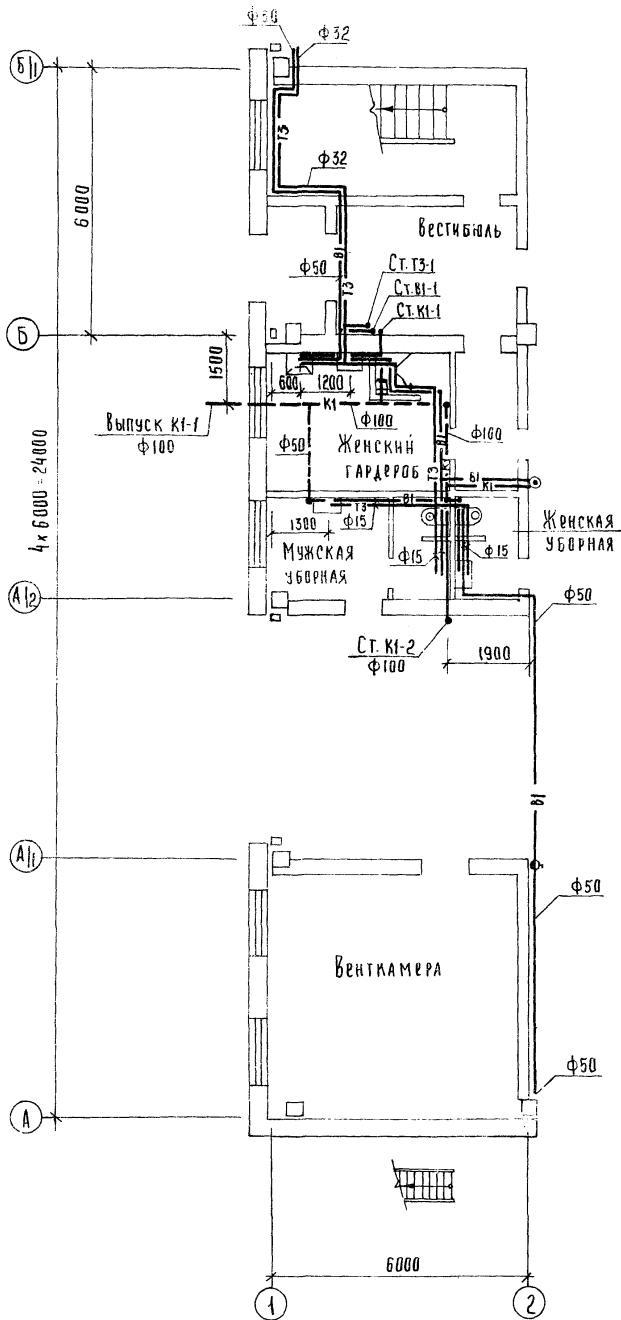 ф50
ф32
Б/1
Т3
ф32
6000
Вестибюль
В1
ф50
Т3
Ст. Т3-1
Ст. В1-1
Ст. К1-1
Б
1500
600
1200
К1
Выпуск К1-1
ф100
ф100
ф100
ф50
Женский
гардероб
4х6000=24000
В1
Т3
К1
В1
К1
В1
Т3
1300
ф15
Мужская
уборная
ф15
ф15
Женская
уборная
А/2
ф50
Ст. К1-2
ф100
1900
В1
А/1
ф50
Венткамера
ф50
А
6000
1
2